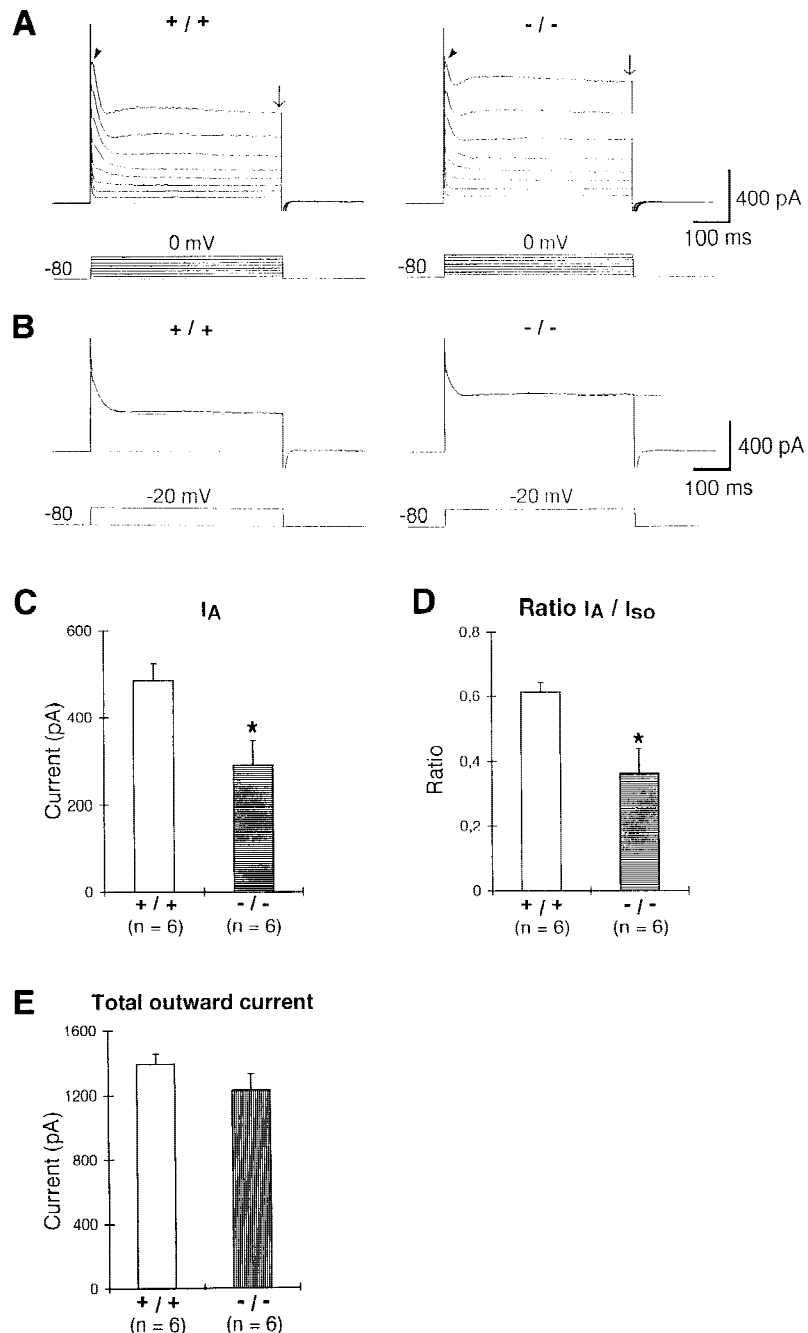 A
+ / +
- / -
400 pA
100 ms
0 mV
-80
0 mV
-80
B
+ / +
- / -
400 pA
100 ms
-20 mV
-80
-20 mV
-80
C
IA
600
400
200
0
Current (pA)
+ / +
- / -
(n = 6)
(n = 6)
*
D
Ratio IA / Iso
0,8
0,6
0,4
0,2
0
Ratio
+ / +
- / -
(n = 6)
(n = 6)
*
E
Total outward current
1600
1200
800
400
0
Current (pA)
+ / +
- / -
(n = 6)
(n = 6)